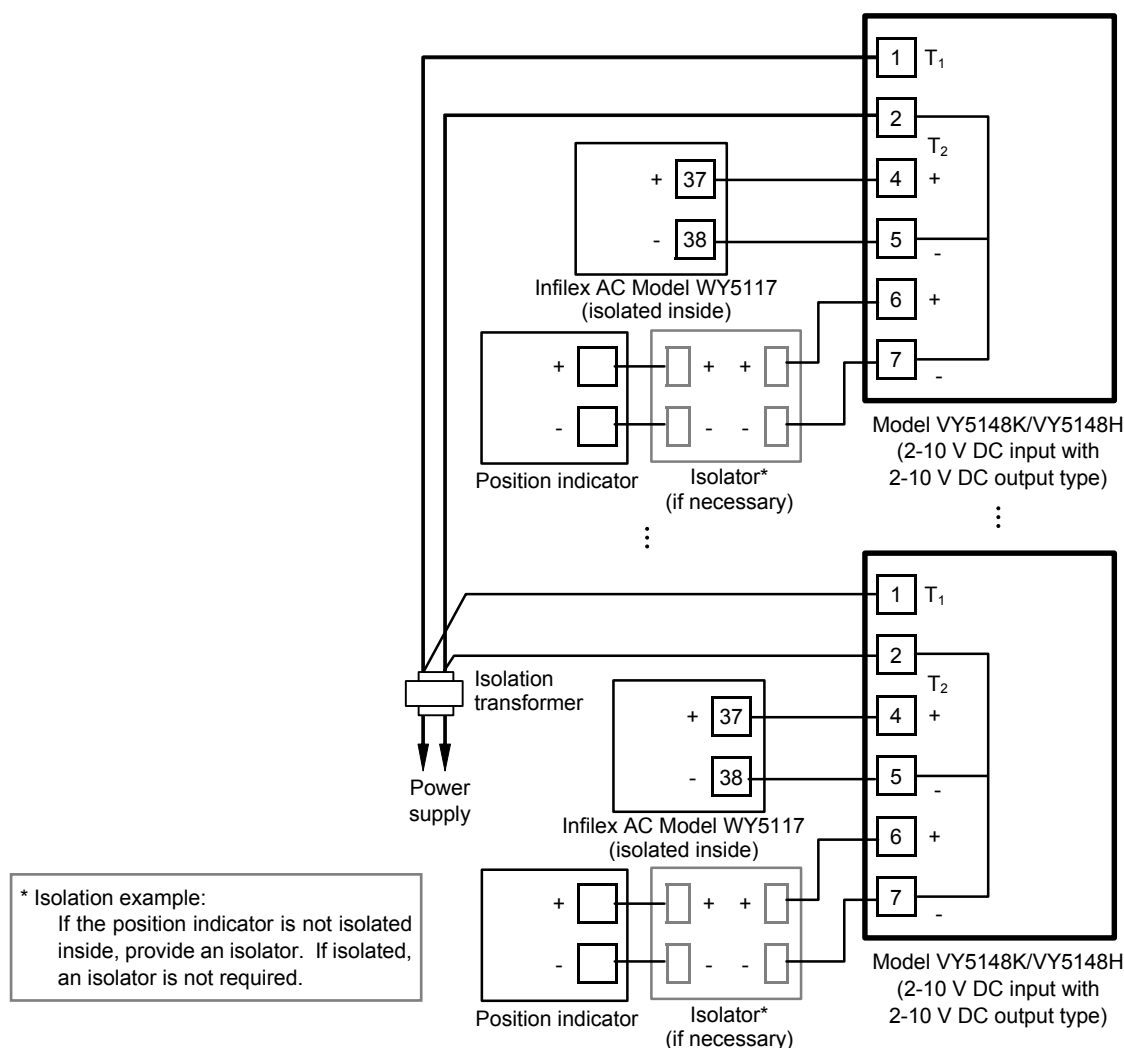 1 T₁
2
T₂
+ 37 4 +
- 38 5 -
Infilex AC Model WY5117
(isolated inside)
6 +
+ + +
7 -
- - -
Model VY5148K/VY5148H
(2-10 V DC input with
2-10 V DC output type)
Position indicator
Isolator*
(if necessary)
⋮
⋮
1 T₁
2
T₂
Isolation
transformer
+ 37 4 +
- 38 5 -
Power
supply
Infilex AC Model WY5117
(isolated inside)
6 +
+ + +
7 -
- - -
* Isolation example:
If the position indicator is not isolated
inside, provide an isolator. If isolated,
an isolator is not required.
Model VY5148K/VY5148H
(2-10 V DC input with
2-10 V DC output type)
Position indicator
Isolator*
(if necessary)